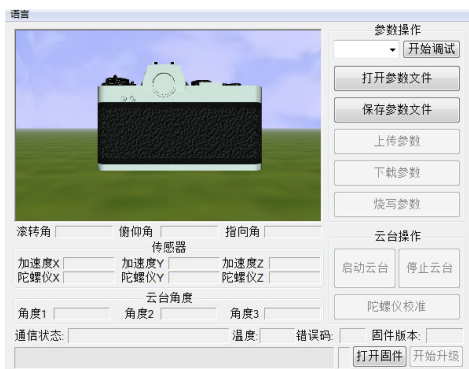 语言
参数操作
开始调试
打开参数文件
保存参数文件
上传参数
下载参数
烧写参数
滚转角 俯仰角 指向角
传感器
加速度X 加速度Y 加速度Z
陀螺仪X 陀螺仪Y 陀螺仪Z
云台角度
角度1 角度2 角度3
云台操作
启动云台 停止云台
陀螺仪校准
通信状态: 温度: 错误码: 固件版本:
打开固件 开始升级